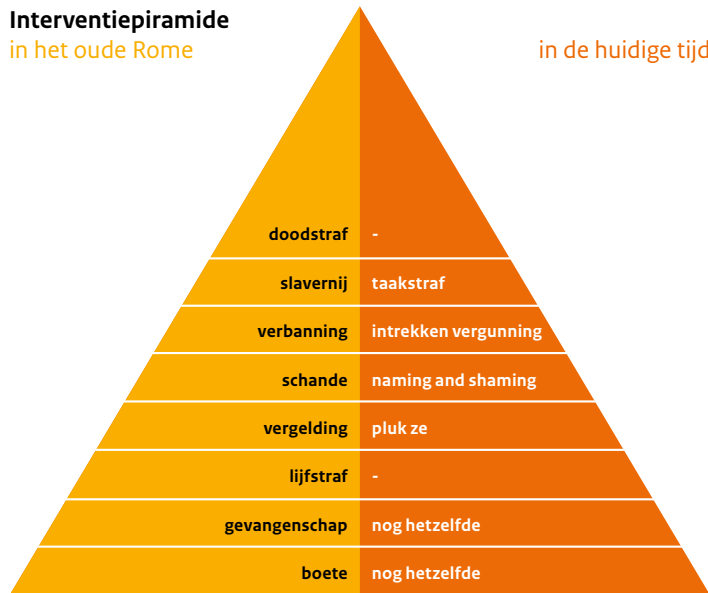 Interventiepiramide
in het oude Rome
in de huidige tijd
doodstraf -
slavernij taakstraf
verbanning intrekken vergunning
schande naming and shaming
vergelding pluk ze
lijfstraf -
gevangenschap nog hetzelfde
boete nog hetzelfde